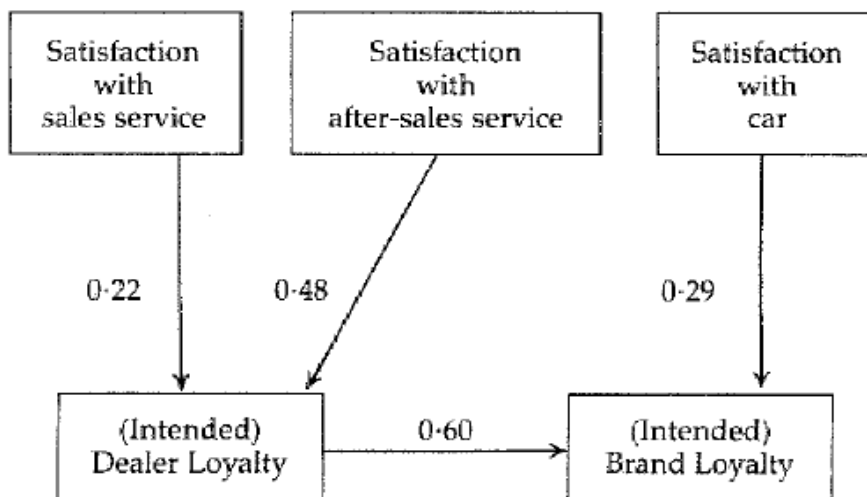 Satisfaction
with
sales service
Satisfaction
with
after-sales service
Satisfaction
with
car
0·22
0·48
0·29
(Intended)
Dealer Loyalty
0·60
(Intended)
Brand Loyalty